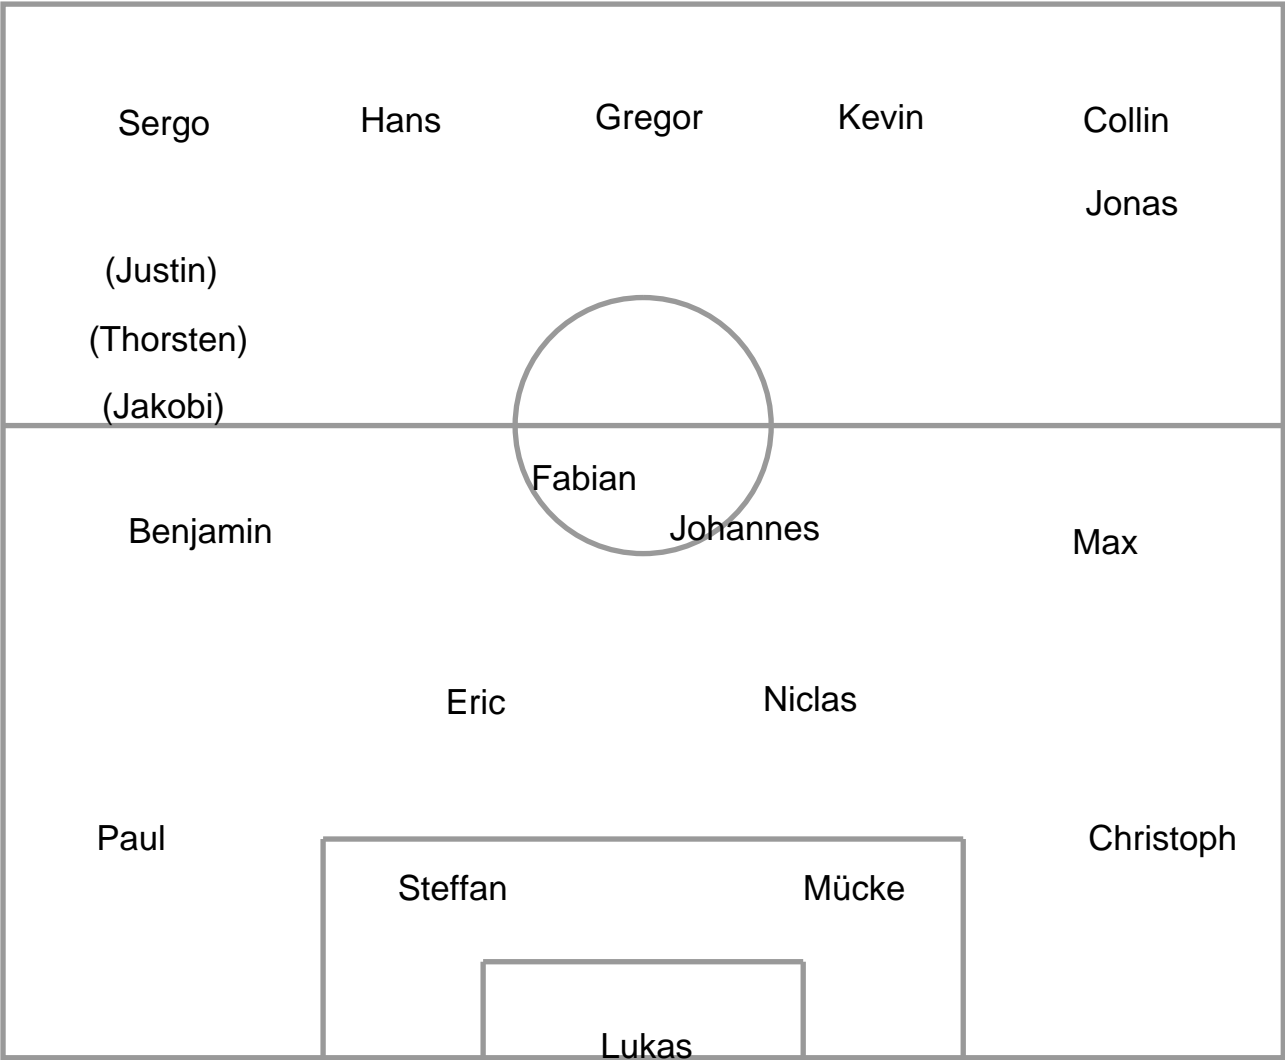 Sergo Hans Gregor Kevin Collin
Jonas
(Justin)
(Thorsten)
(Jakobi)
Fabian
Benjamin Johannes Max
Eric Niclas
Paul Christoph
Steffan Mücke
Lukas